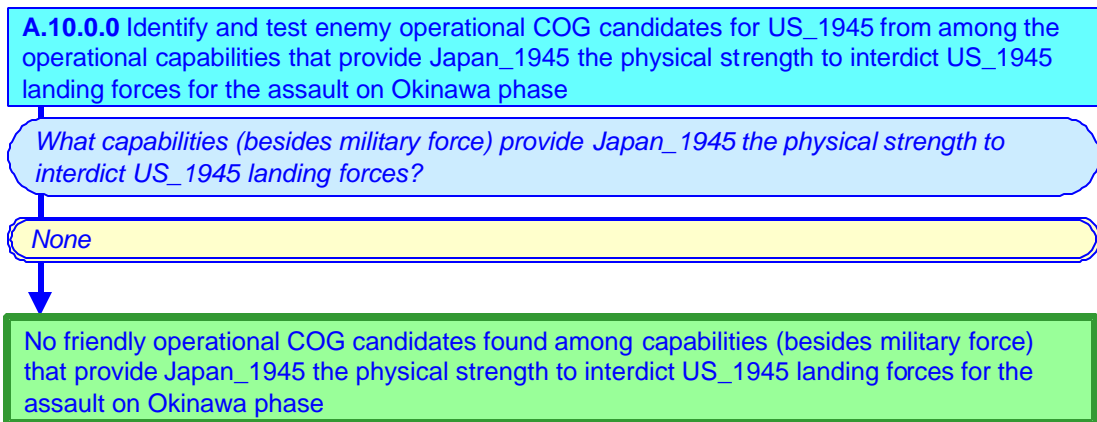 A.10.0.0 Identify and test enemy operational COG candidates for US_1945 from among the
operational capabilities that provide Japan_1945 the physical strength to interdict US_1945
landing forces for the assault on Okinawa phase
What capabilities (besides military force) provide Japan_1945 the physical strength to
interdict US_1945 landing forces?
None
No friendly operational COG candidates found among capabilities (besides military force)
that provide Japan_1945 the physical strength to interdict US_1945 landing forces for the
assault on Okinawa phase